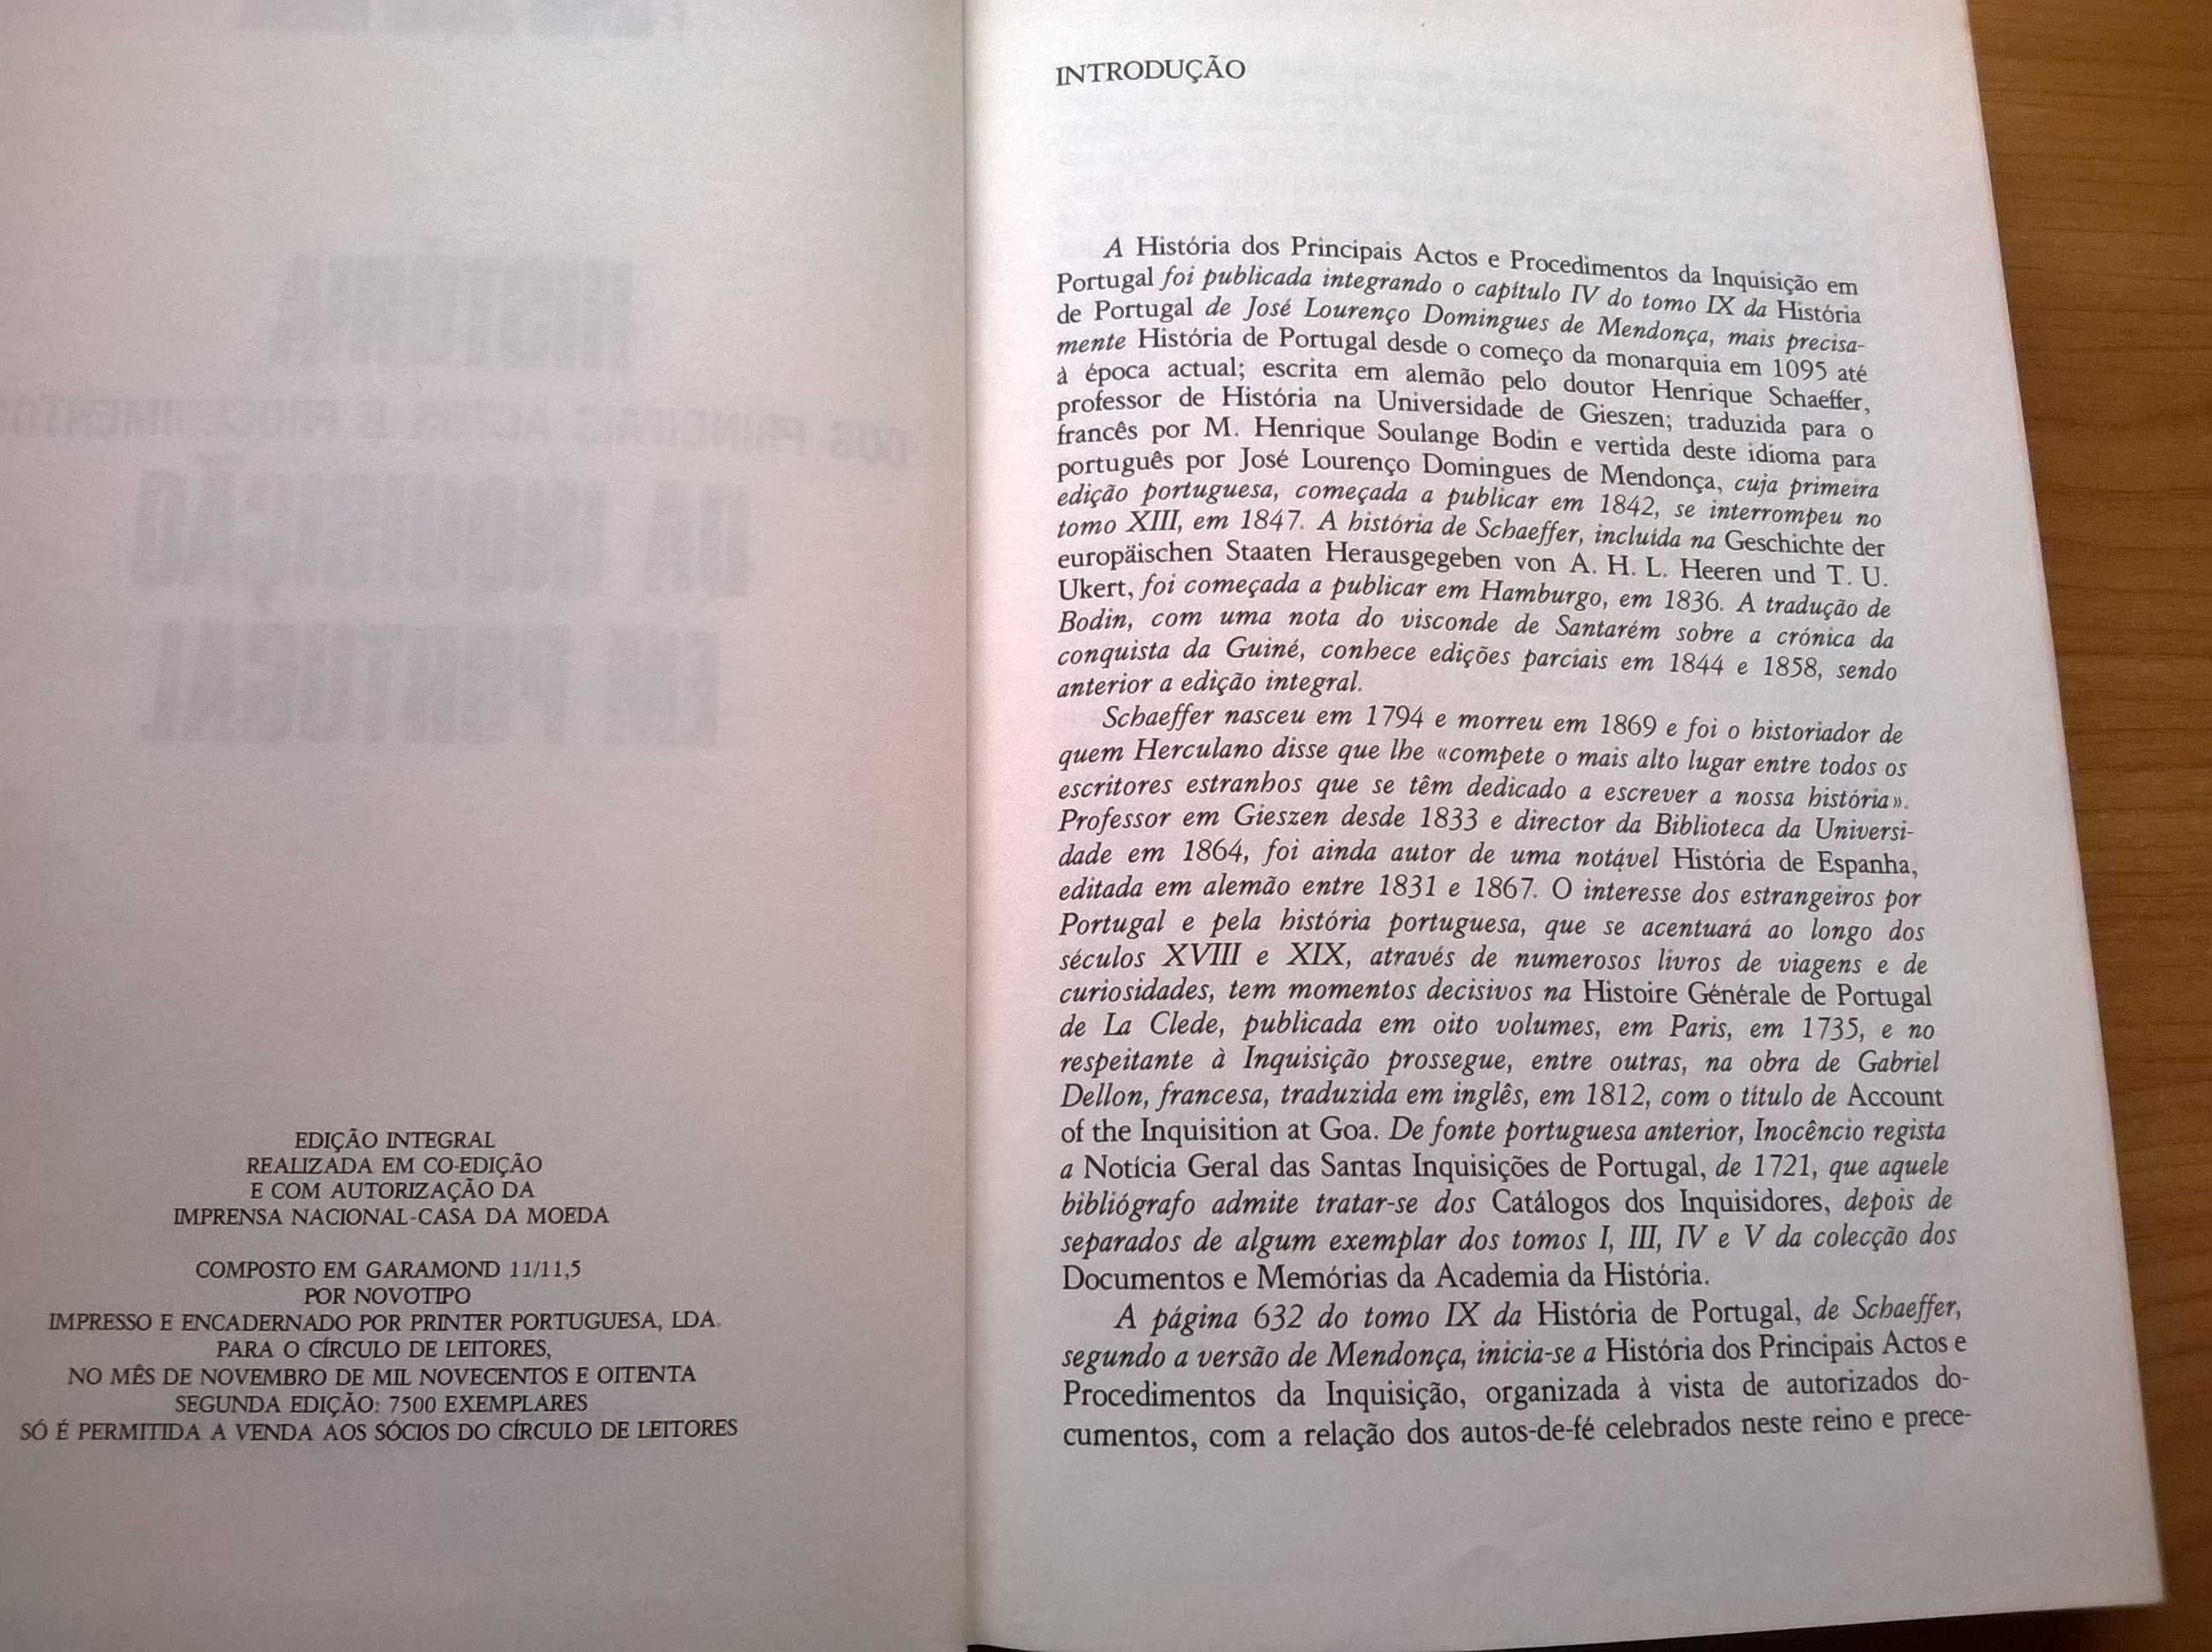 EDIÇÃO INTEGRAL
REALIZADA EM CO-EDIÇÃO
E COM AUTORIZAÇÃO DA
IMPRENSA NACIONAL-CASA DA MOEDA
COMPOSTO EM GARAMOND 11/11,5
POR NOVOTIPO
IMPRESSO E ENCADERNADO POR PRINTER PORTUGUESA, LDA.
PARA O CÍRCULO DE LEITORES,
NO MÊS DE NOVEMBRO DE MIL NOVECENTOS E OITENTA
SEGUNDA EDIÇÃO: 7500 EXEMPLARES
SÓ É PERMITIDA A VENDA AOS SÓCIOS DO CÍRCULO DE LEITORES
INTRODUÇÃO
A História dos Principais Actos e Procedimentos da Inquisição em
Portugal foi publicada integrando o capítulo IV do tomo IX da História
de Portugal de José Lourenço Domingues de Mendonça, mais precisa-
mente História de Portugal desde o começo da monarquia em 1095 até
à época actual; escrita em alemão pelo doutor Henrique Schaeffer,
professor de História na Universidade de Gieszen; traduzida para o
francês por M. Henrique Soulange Bodin e vertida deste idioma para
português por José Lourenço Domingues de Mendonça, cuja primeira
edição portuguesa, começada a publicar em 1842, se interrompeu no
tomo XIII, em 1847. A história de Schaeffer, incluída na Geschichte der
europäischen Staaten Herausgegeben von A. H. L. Heeren und T. U.
Ukert, foi começada a publicar em Hamburgo, em 1836. A tradução de
Bodin, com uma nota do visconde de Santarém sobre a crónica da
conquista da Guiné, conhece edições parciais em 1844 e 1858, sendo
anterior a edição integral.
Schaeffer nasceu em 1794 e morreu em 1869 e foi o historiador de
quem Herculano disse que lhe «compete o mais alto lugar entre todos os
escritores estranhos que se têm dedicado a escrever a nossa história».
Professor em Gieszen desde 1833 e director da Biblioteca da Universi-
dade em 1864, foi ainda autor de uma notável História de Espanha,
editada em alemão entre 1831 e 1867. O interesse dos estrangeiros por
Portugal e pela história portuguesa, que se acentuará ao longo dos
séculos XVIII e XIX, através de numerosos livros de viagens e de
curiosidades, tem momentos decisivos na Histoire Générale de Portugal
de La Clede, publicada em oito volumes, em Paris, em 1735, e no
respeitante à Inquisição prossegue, entre outras, na obra de Gabriel
Dellon, francesa, traduzida em inglês, em 1812, com o título de Account
of the Inquisition at Goa. De fonte portuguesa anterior, Inocêncio regista
a Notícia Geral das Santas Inquisições de Portugal, de 1721, que aquele
bibliógrafo admite tratar-se dos Catálogos dos Inquisidores, depois de
separados de algum exemplar dos tomos I, III, IV e V da colecção dos
Documentos e Memórias da Academia da História.
A página 632 do tomo IX da História de Portugal, de Schaeffer,
segundo a versão de Mendonça, inicia-se a História dos Principais Actos e
Procedimentos da Inquisição, organizada à vista de autorizados do-
cumentos, com a relação dos autos-de-fé celebrados neste reino e prece-